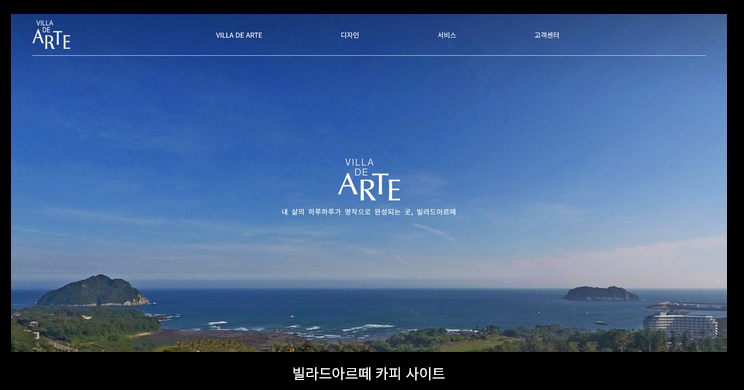 VILLA
DE
ARTE
VILLA DE ARTE
디자인
서비스
고객센터
VILLA
DE
ARTE
내 삶의 하루하루가 명작으로 완성되는 곳, 빌라드아르떼
빌라드아르떼 카피 사이트